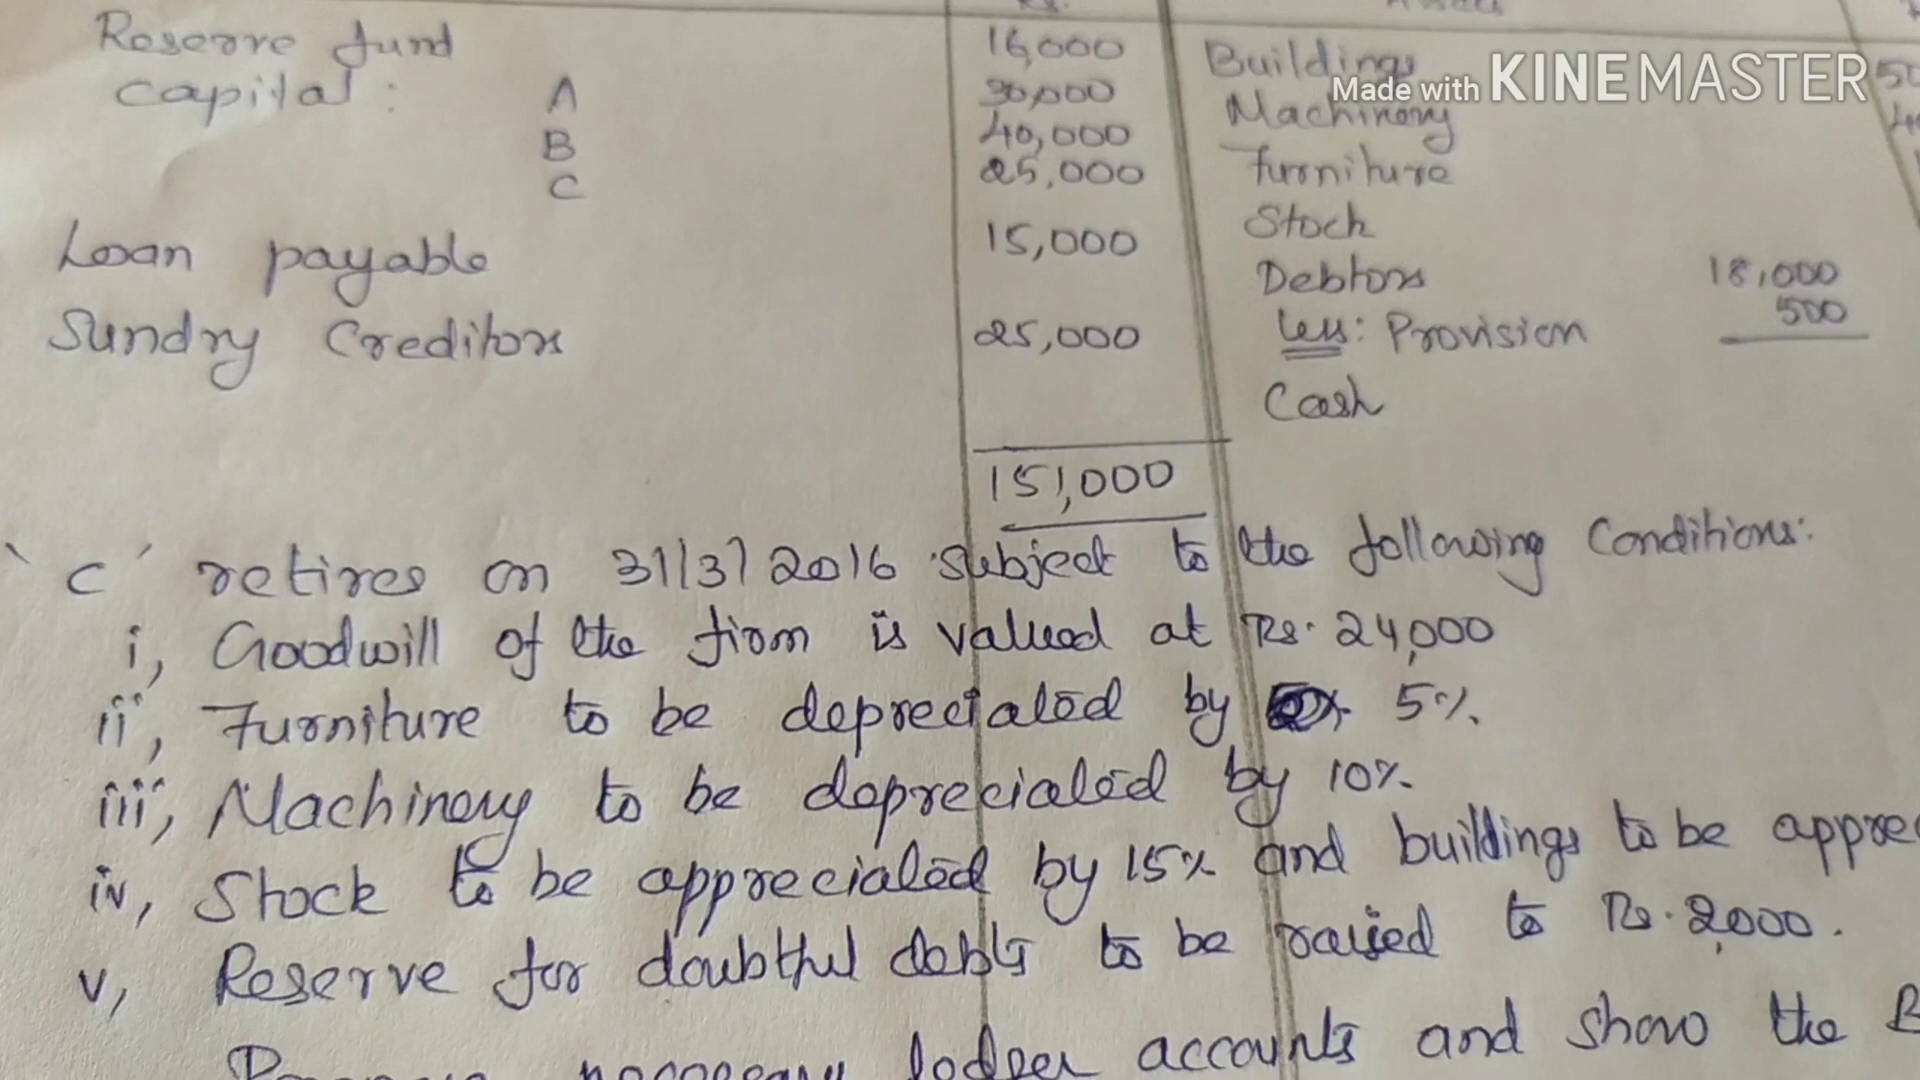 Rs.
Reserve fund 16,000 Buildings 50
capital: A 30,000 Machinery
B 40,000 Furniture
C 25,000 Stock
Loan payable 15,000
Debtors 18,000
Sundry Creditors 25,000 Less: Provision 500
Cash
151,000
'C' retires on 31/3/2016 subject to the following Conditions:
i, Goodwill of the firm is valued at Rs. 24,000
ii, Furniture to be depreciated by 5%.
iii, Machinery to be depreciated by 10%.
iv, Stock to be appreciated by 15% and buildings to be appre
v, Reserve for doubtful debts to be raised to Rs. 2,000.
necessary ledger accounts and show the B
Made with KINEMASTER